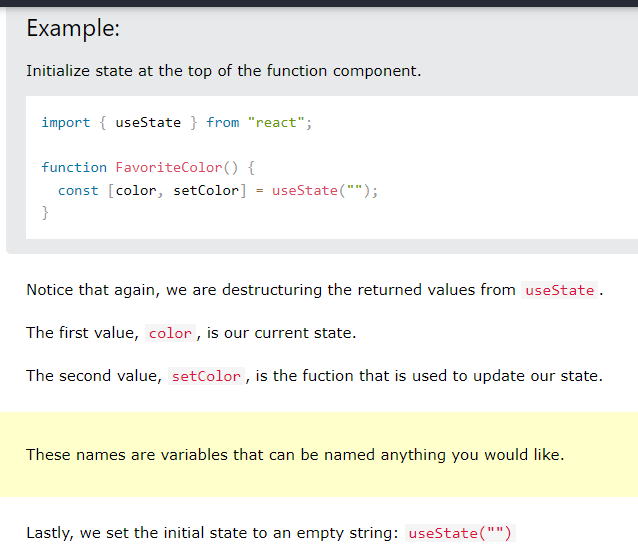 Example:
Initialize state at the top of the function component.
import { useState } from "react";
function FavoriteColor() {
  const [color, setColor] = useState("");
}
Notice that again, we are destructuring the returned values from useState.
The first value, color, is our current state.
The second value, setColor, is the fuction that is used to update our state.
These names are variables that can be named anything you would like.
Lastly, we set the initial state to an empty string: useState("")